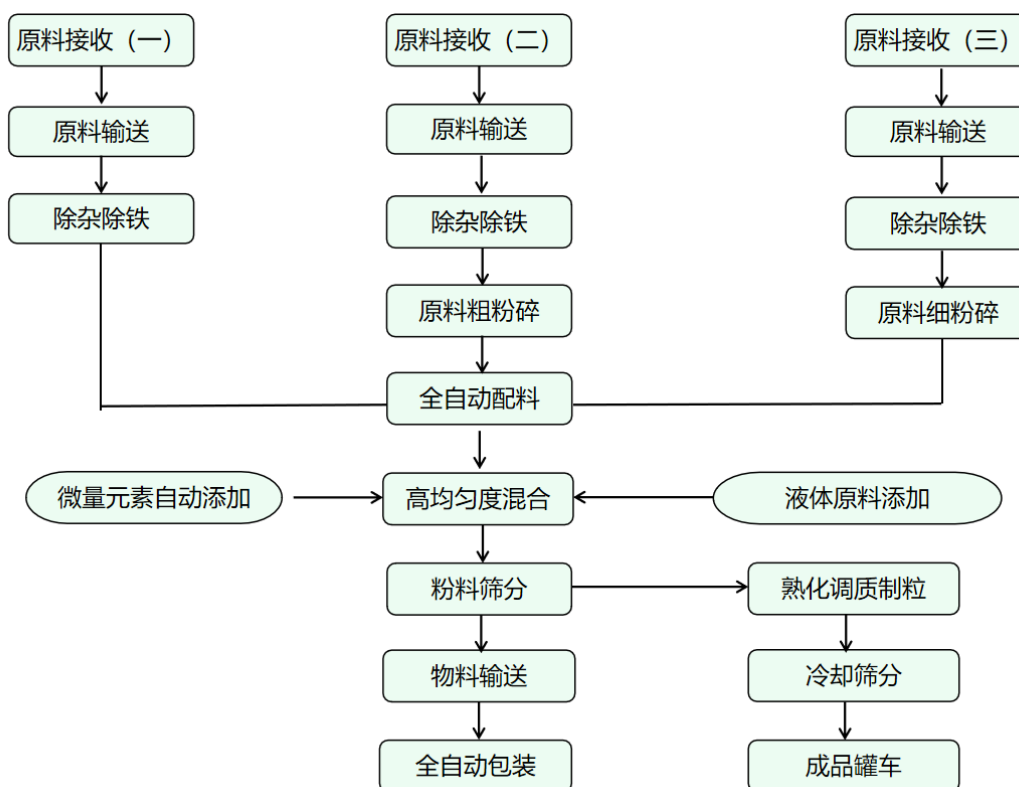 原料接收（一）
原料接收（二）
原料接收（三）
原料输送
原料输送
原料输送
除杂除铁
除杂除铁
除杂除铁
原料粗粉碎
原料细粉碎
全自动配料
微量元素自动添加
高均匀度混合
液体原料添加
粉料筛分
熟化调质制粒
物料输送
冷却筛分
全自动包装
成品罐车